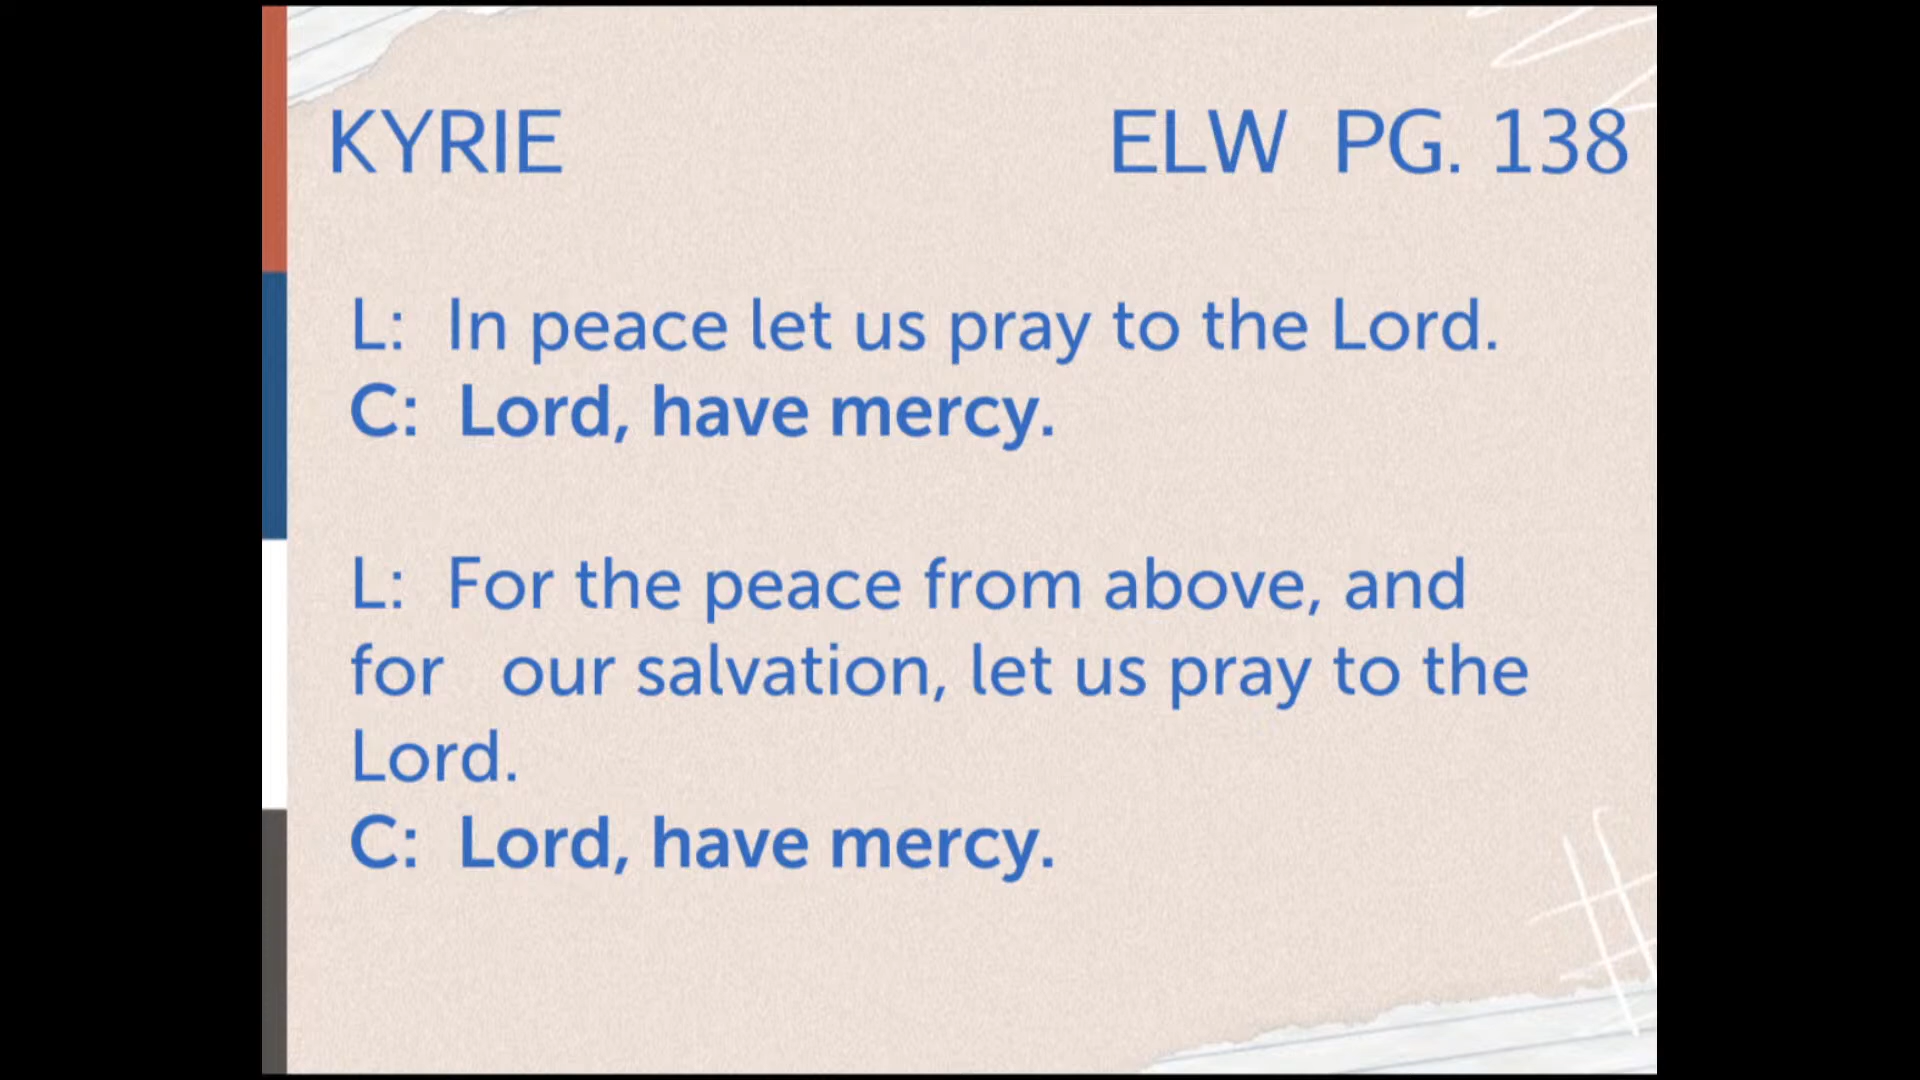 KYRIE ELW PG. 138
L: In peace let us pray to the Lord.
C: Lord, have mercy.
L: For the peace from above, and
for our salvation, let us pray to the
Lord.
C: Lord, have mercy.